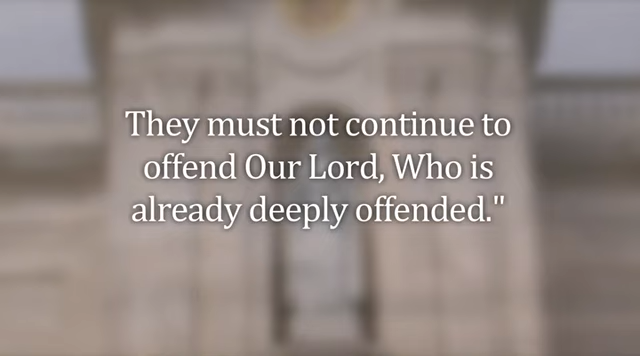 They must not continue to
offend Our Lord, Who is
already deeply offended."